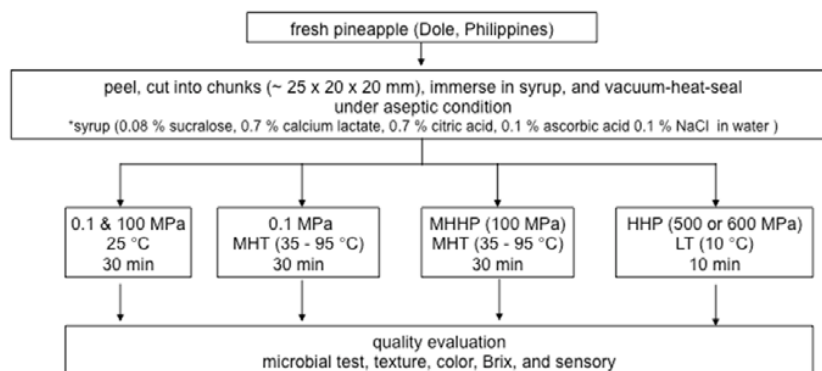 fresh pineapple (Dole, Philippines)
peel, cut into chunks (~ 25 x 20 x 20 mm), immerse in syrup, and vacuum-heat-seal
under aseptic condition
*syrup (0.08 % sucralose, 0.7 % calcium lactate, 0.7 % citric acid, 0.1 % ascorbic acid 0.1 % NaCl in water )
0.1 & 100 MPa
25 °C
30 min
0.1 MPa
MHT (35 - 95 °C)
30 min
MHHP (100 MPa)
MHT (35 - 95 °C)
30 min
HHP (500 or 600 MPa)
LT (10 °C)
10 min
quality evaluation
microbial test, texture, color, Brix, and sensory